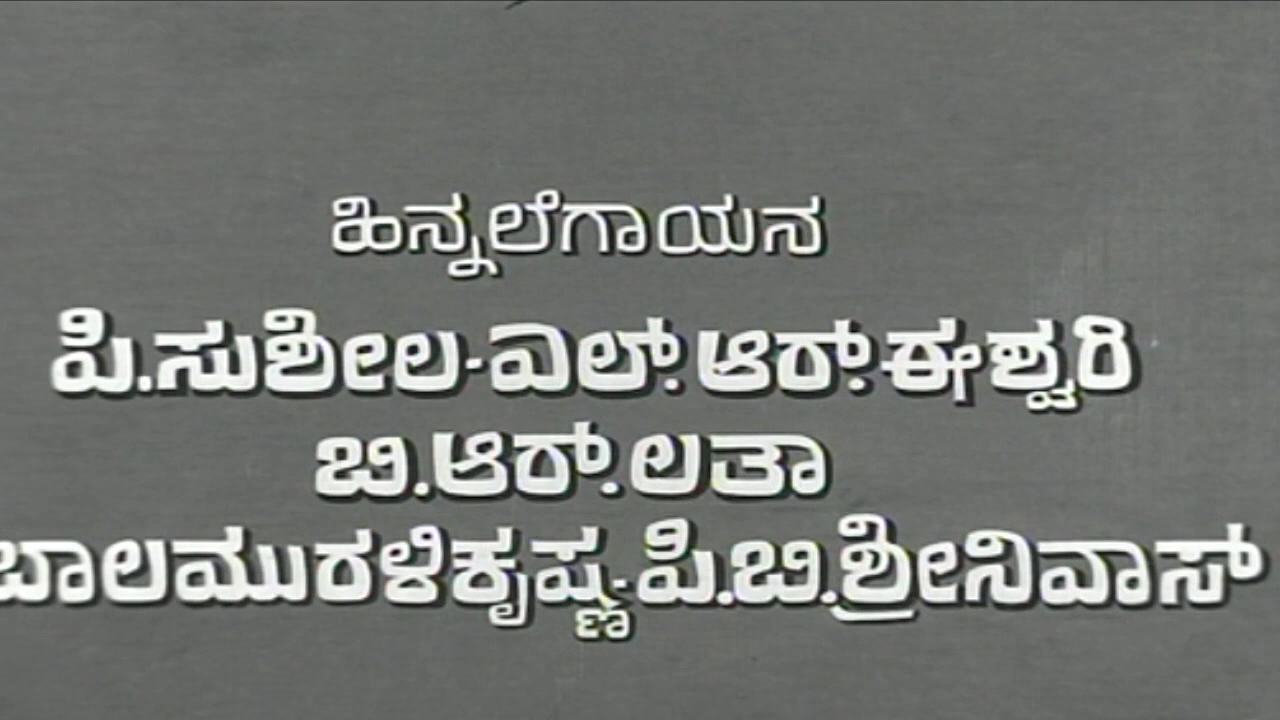 ಹಿನ್ನಲೆಗಾಯನ
ಪಿ.ಸುಶೀಲ-ಎಲ್.ಆರ್.ಈಶ್ವರಿ
ಬಿ.ಆರ್.ಲತಾ
ಬಾಲಮುರಳಿಕೃಷ್ಣ-ಪಿ.ಬಿ.ಶ್ರೀನಿವಾಸ್